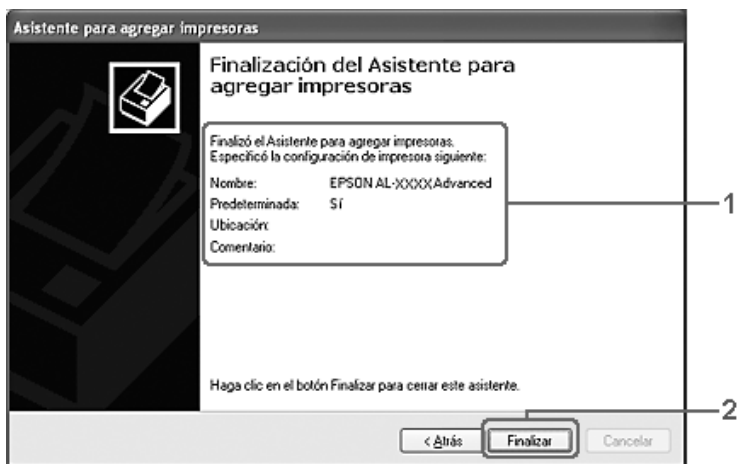 Asistente para agregar impresoras
Finalización del Asistente para
agregar impresoras
Finalizó el Asistente para agregar impresoras.
Especificó la configuración de impresora siguiente:
Nombre: EPSON AL-XXXX Advanced
Predeterminada: Sí
Ubicación:
Comentario:
1
Haga clic en el botón Finalizar para cerrar este asistente.
2
< Atrás Finalizar Cancelar